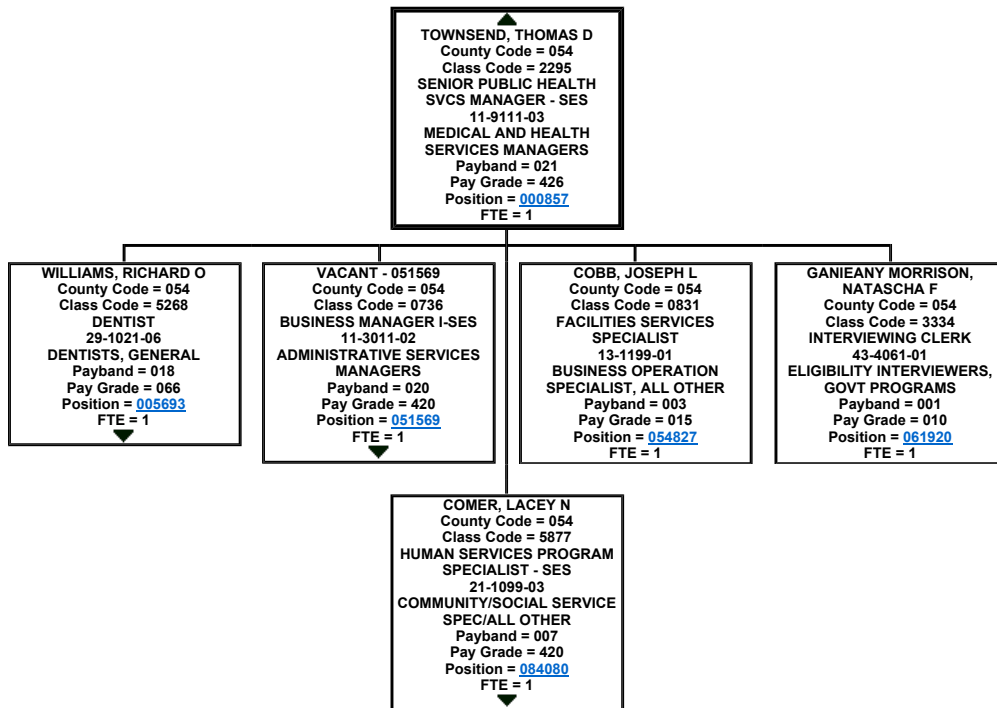 TOWNSEND, THOMAS D
County Code = 054
Class Code = 2295
SENIOR PUBLIC HEALTH
SVCS MANAGER - SES
11-9111-03
MEDICAL AND HEALTH
SERVICES MANAGERS
Payband = 021
Pay Grade = 426
Position = 000857
FTE = 1
WILLIAMS, RICHARD O
County Code = 054
Class Code = 5268
DENTIST
29-1021-06
DENTISTS, GENERAL
Payband = 018
Pay Grade = 066
Position = 005693
FTE = 1
VACANT - 051569
County Code = 054
Class Code = 0736
BUSINESS MANAGER I-SES
11-3011-02
ADMINISTRATIVE SERVICES
MANAGERS
Payband = 020
Pay Grade = 420
Position = 051569
FTE = 1
COBB, JOSEPH L
County Code = 054
Class Code = 0831
FACILITIES SERVICES
SPECIALIST
13-1199-01
BUSINESS OPERATION
SPECIALIST, ALL OTHER
Payband = 003
Pay Grade = 015
Position = 054827
FTE = 1
GANIEANY MORRISON,
NATASCHA F
County Code = 054
Class Code = 3334
INTERVIEWING CLERK
43-4061-01
ELIGIBILITY INTERVIEWERS,
GOVT PROGRAMS
Payband = 001
Pay Grade = 010
Position = 061920
FTE = 1
COMER, LACEY N
County Code = 054
Class Code = 5877
HUMAN SERVICES PROGRAM
SPECIALIST - SES
21-1099-03
COMMUNITY/SOCIAL SERVICE
SPEC/ALL OTHER
Payband = 007
Pay Grade = 420
Position = 084080
FTE = 1